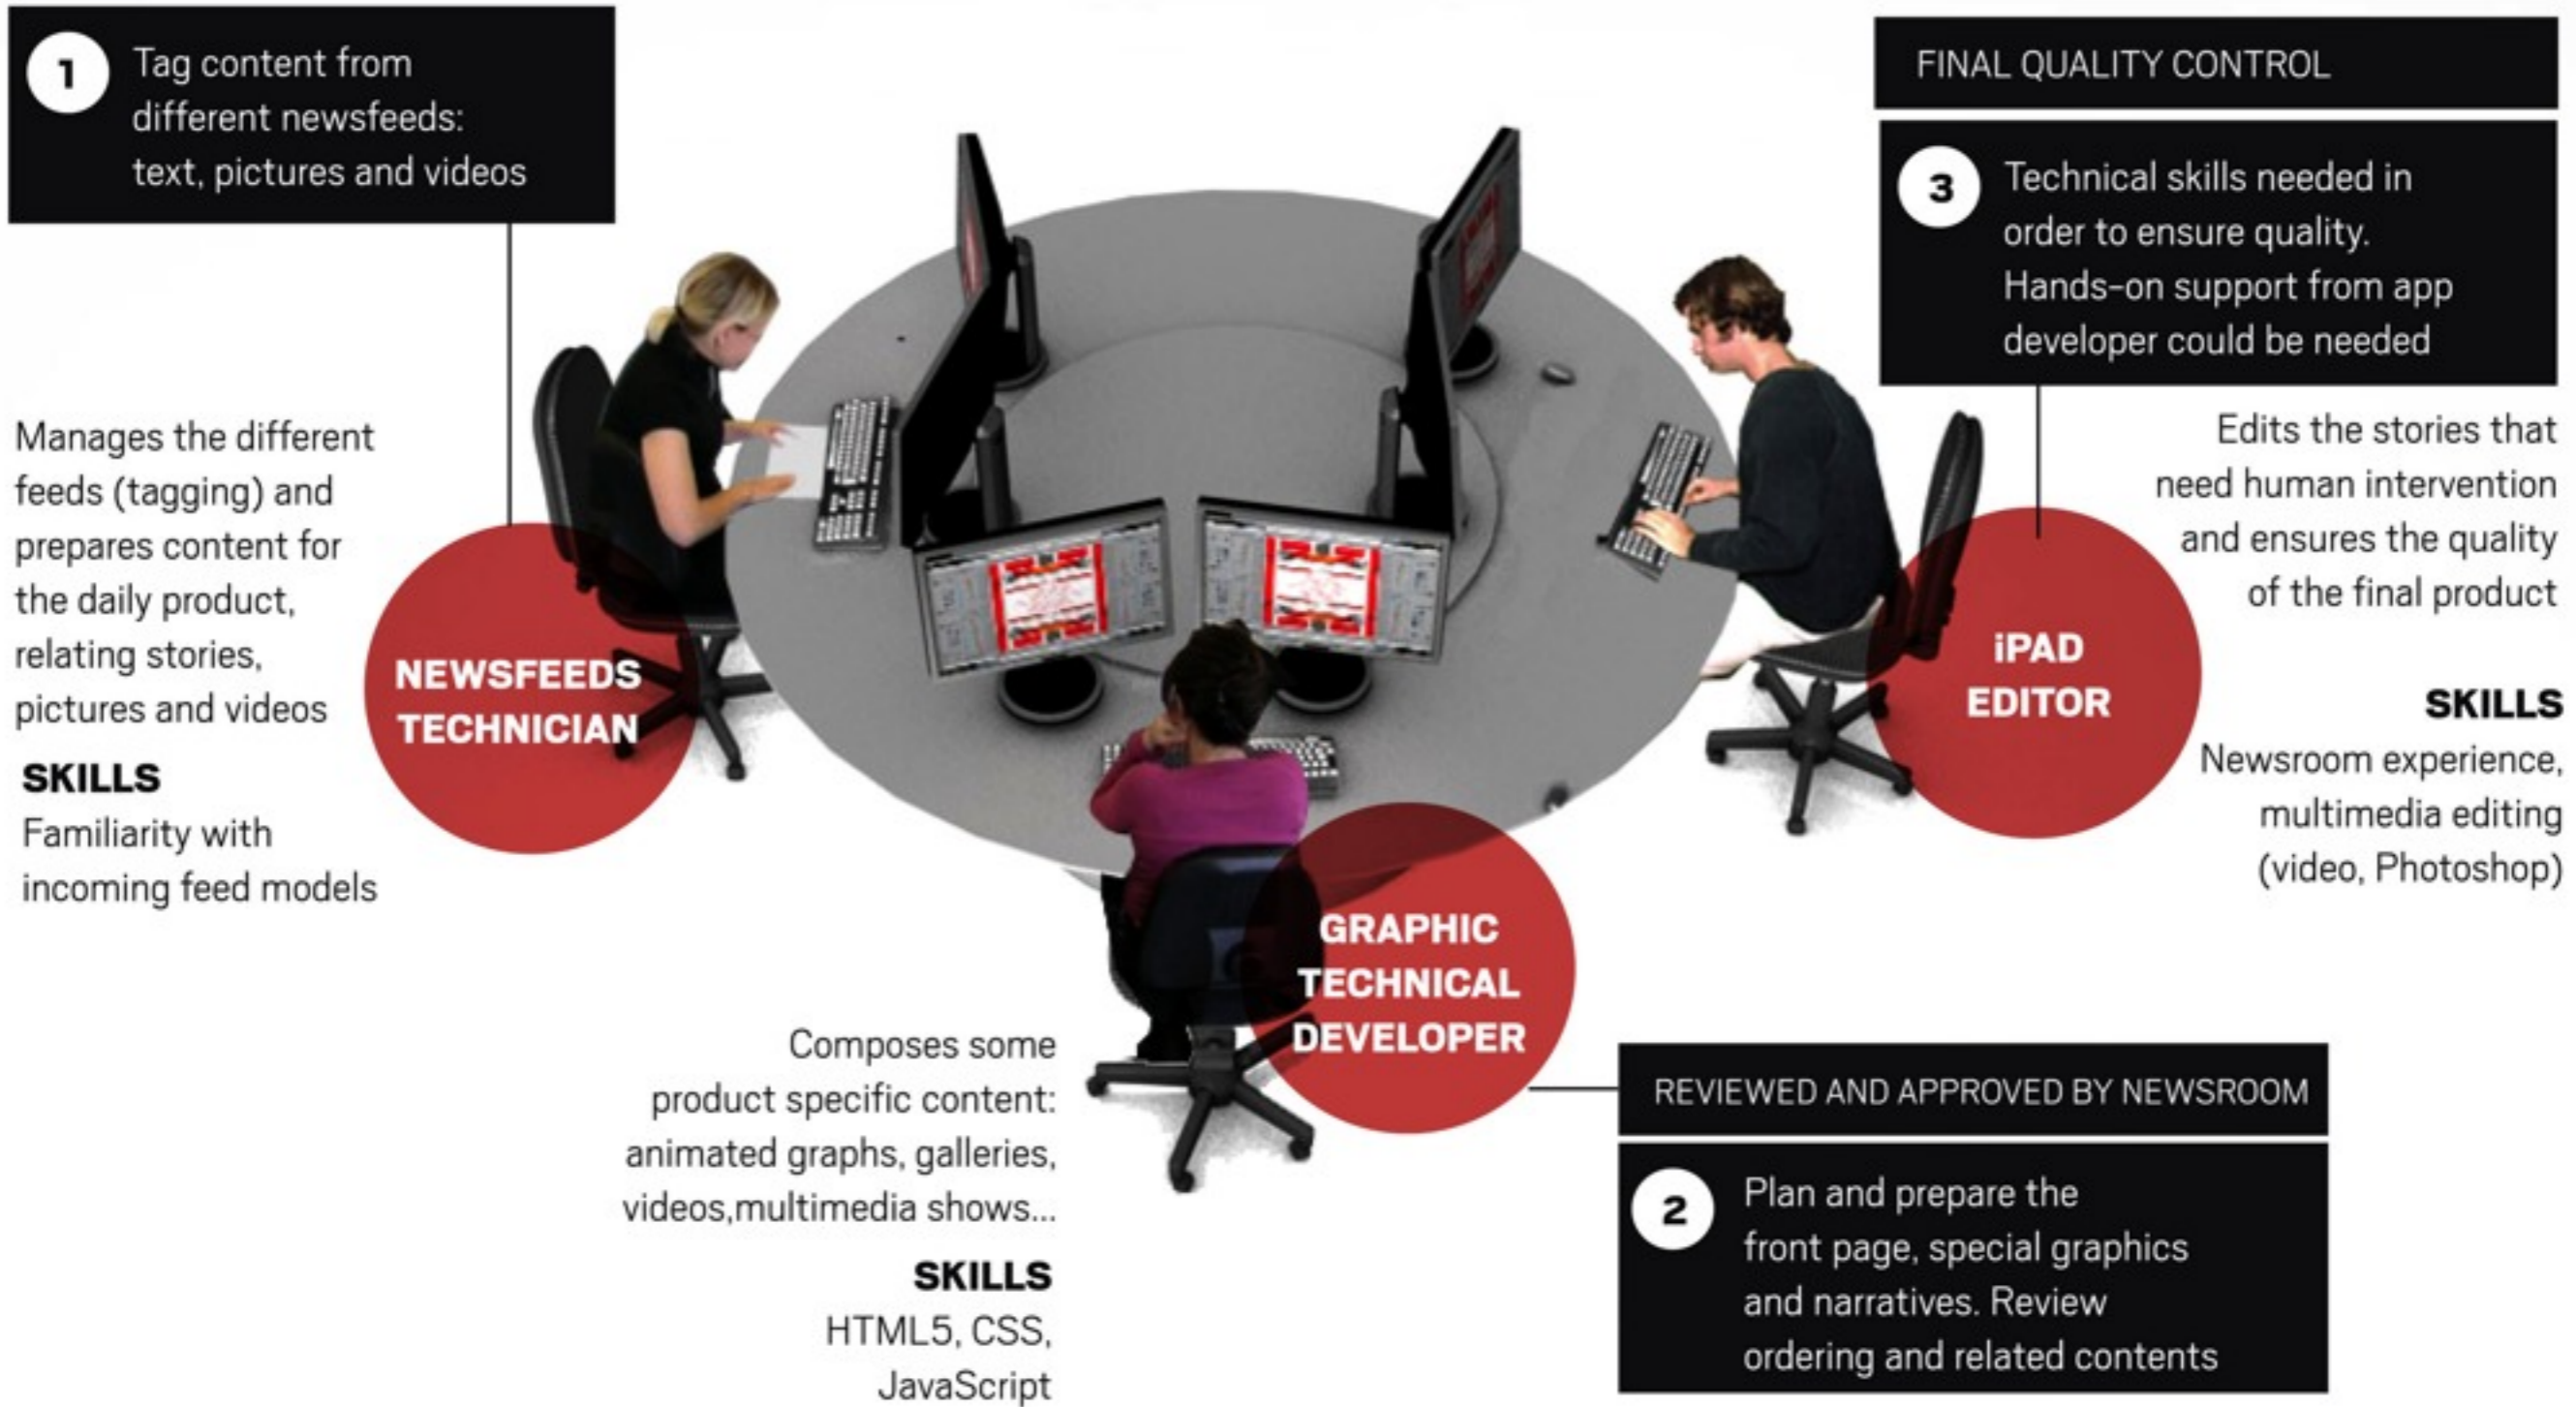 1
Tag content from
different newsfeeds:
text, pictures and videos
Manages the different
feeds (tagging) and
prepares content for
the daily product,
relating stories,
pictures and videos
SKILLS
Familiarity with
incoming feed models
NEWSFEEDS
TECHNICIAN
Composes some
product specific content:
animated graphs, galleries,
videos,multimedia shows...
SKILLS
HTML5, CSS,
JavaScript
GRAPHIC
TECHNICAL
DEVELOPER
REVIEWED AND APPROVED BY NEWSROOM
2
Plan and prepare the
front page, special graphics
and narratives. Review
ordering and related contents
FINAL QUALITY CONTROL
3
Technical skills needed in
order to ensure quality.
Hands-on support from app
developer could be needed
Edits the stories that
need human intervention
and ensures the quality
of the final product
SKILLS
Newsroom experience,
multimedia editing
(video, Photoshop)
iPAD
EDITOR